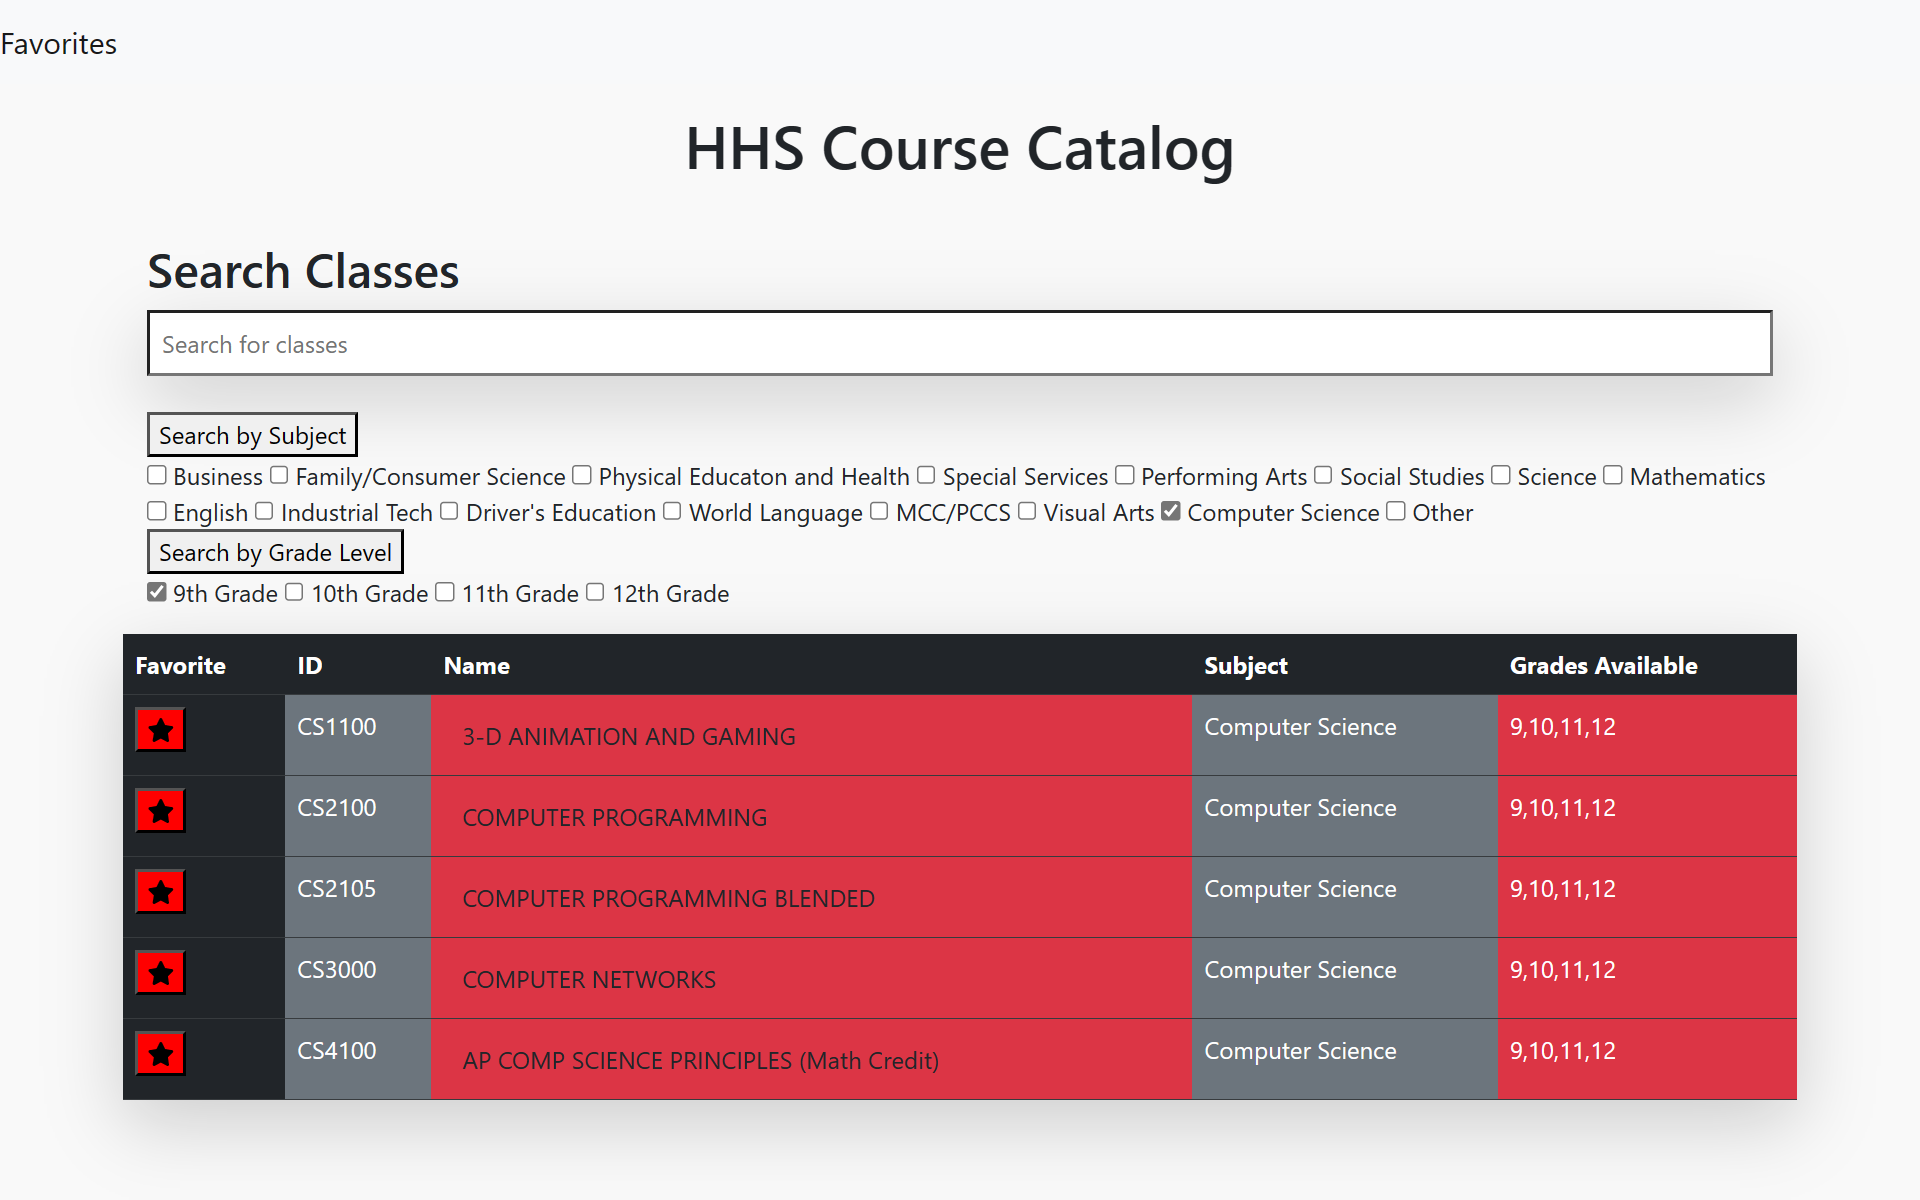 Favorites
HHS Course Catalog
Search Classes
Search for classes
Search by Subject
Business Family/Consumer Science Physical Educaton and Health Special Services Performing Arts Social Studies Science Mathematics
English Industrial Tech Driver's Education World Language MCC/PCCS Visual Arts Computer Science Other
Search by Grade Level
9th Grade 10th Grade 11th Grade 12th Grade
Favorite ID Name Subject Grades Available
CS1100 3-D ANIMATION AND GAMING Computer Science 9,10,11,12
CS2100 COMPUTER PROGRAMMING Computer Science 9,10,11,12
CS2105 COMPUTER PROGRAMMING BLENDED Computer Science 9,10,11,12
CS3000 COMPUTER NETWORKS Computer Science 9,10,11,12
CS4100 AP COMP SCIENCE PRINCIPLES (Math Credit) Computer Science 9,10,11,12